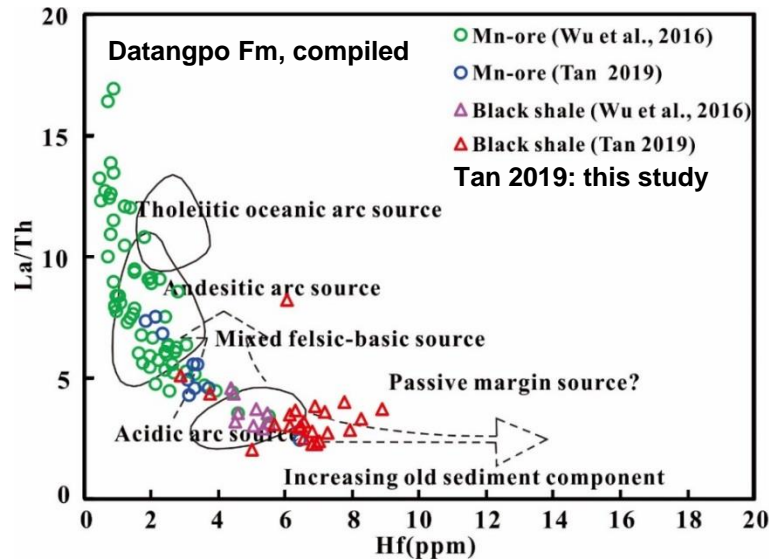 20
15
10
5
0
La/Th
Datangpo Fm, compiled
Mn-ore (Wu et al., 2016)
Mn-ore (Tan 2019)
Black shale (Wu et al., 2016)
Black shale (Tan 2019)
Tan 2019: this study
Tholeiitic oceanic arc source
Andesitic arc source
Mixed felsic-basic source
Passive margin source?
Acidic arc source
Increasing old sediment component
0 2 4 6 8 10 12 14 16 18 20
Hf(ppm)